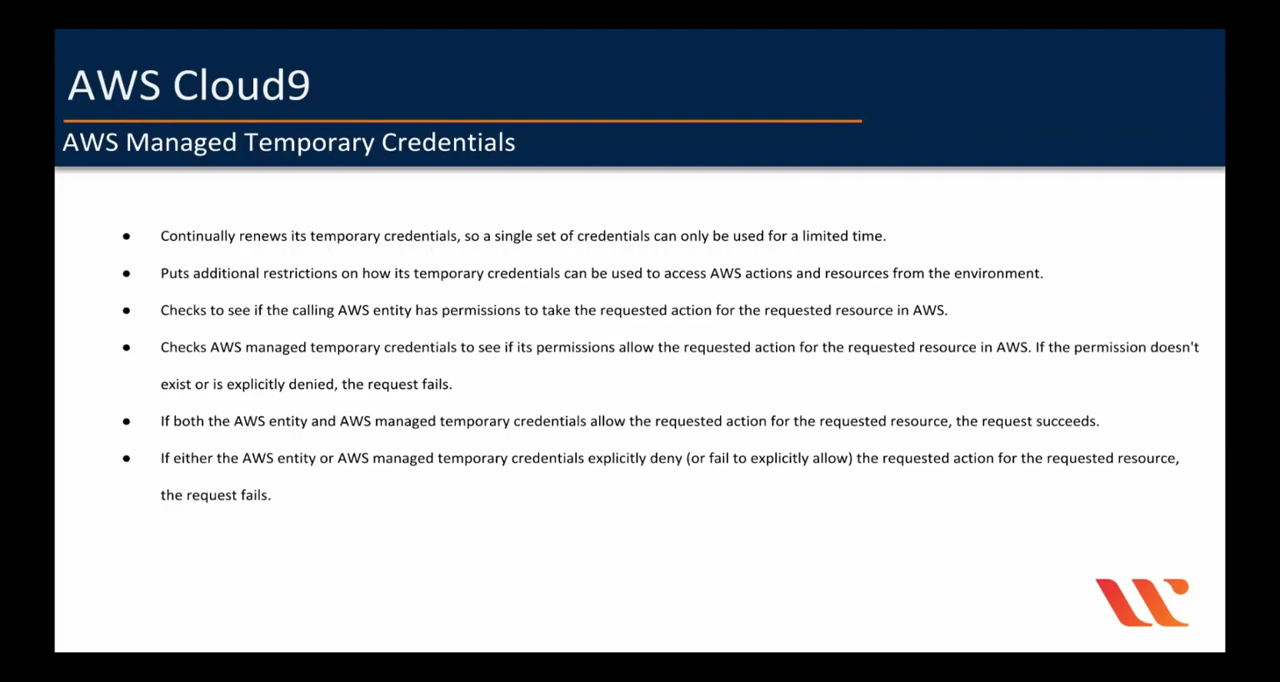 AWS Cloud9
AWS Managed Temporary Credentials
● Continually renews its temporary credentials, so a single set of credentials can only be used for a limited time.
● Puts additional restrictions on how its temporary credentials can be used to access AWS actions and resources from the environment.
● Checks to see if the calling AWS entity has permissions to take the requested action for the requested resource in AWS.
● Checks AWS managed temporary credentials to see if its permissions allow the requested action for the requested resource in AWS. If the permission doesn't
exist or is explicitly denied, the request fails.
● If both the AWS entity and AWS managed temporary credentials allow the requested action for the requested resource, the request succeeds.
● If either the AWS entity or AWS managed temporary credentials explicitly deny (or fail to explicitly allow) the requested action for the requested resource,
the request fails.